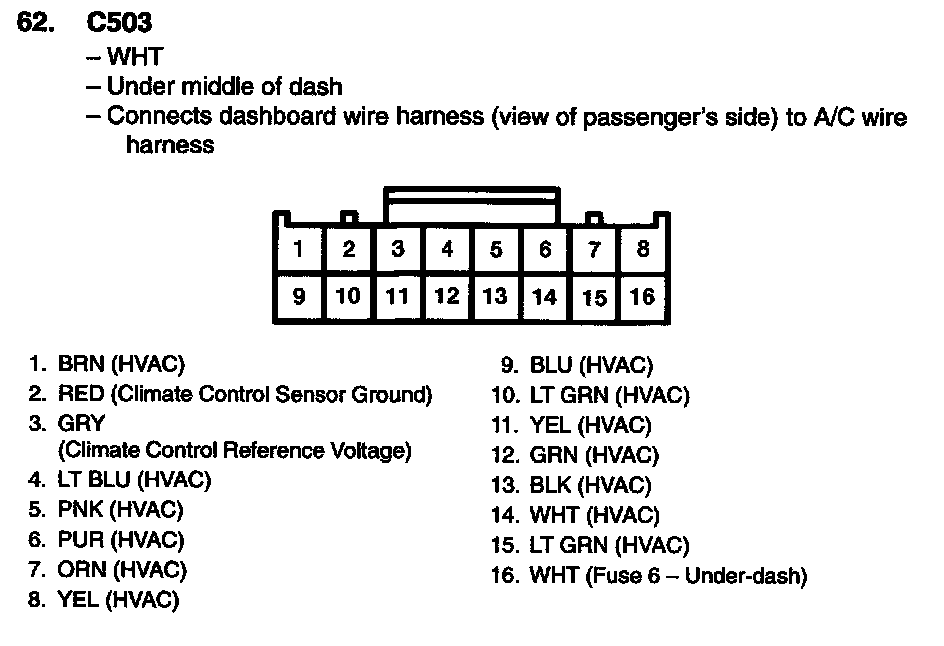 62. C503
– WHT
– Under middle of dash
– Connects dashboard wire harness (view of passenger's side) to A/C wire
harness
1 2 3 4 5 6 7 8
9 10 11 12 13 14 15 16
1. BRN (HVAC)
2. RED (Climate Control Sensor Ground)
3. GRY
(Climate Control Reference Voltage)
4. LT BLU (HVAC)
5. PNK (HVAC)
6. PUR (HVAC)
7. ORN (HVAC)
8. YEL (HVAC)
9. BLU (HVAC)
10. LT GRN (HVAC)
11. YEL (HVAC)
12. GRN (HVAC)
13. BLK (HVAC)
14. WHT (HVAC)
15. LT GRN (HVAC)
16. WHT (Fuse 6 – Under-dash)